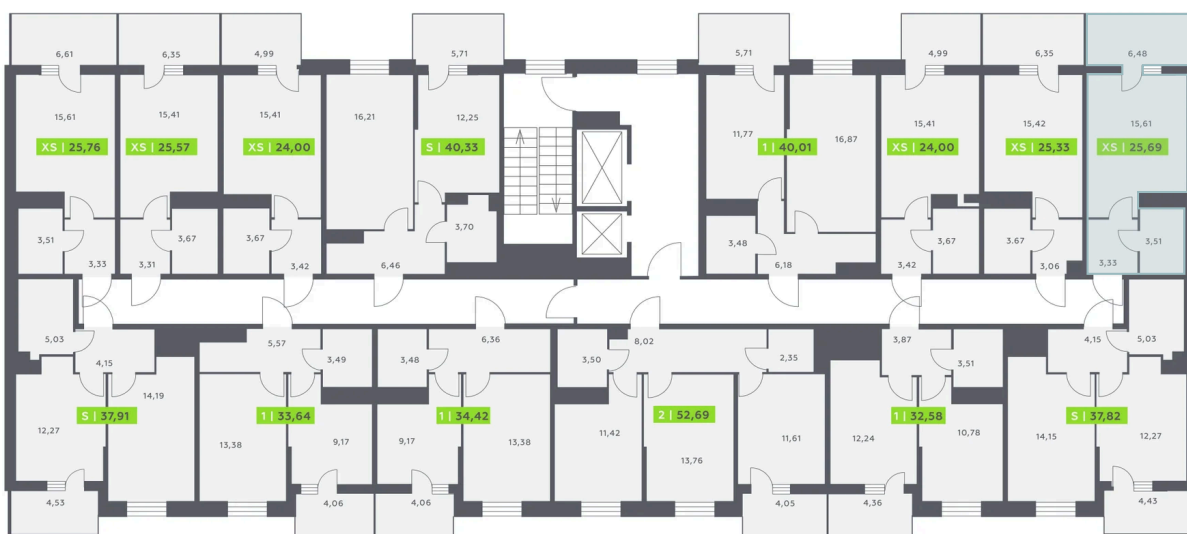 6,61 6,35 4,99 5,71 5,71 4,99 6,35 6,48
15,61 15,41 15,41 16,21 12,25 11,77 16,87 15,41 15,42 15,61
XS | 25,76 XS | 25,57 XS | 24,00 S | 40,33 1 | 40,01 XS | 24,00 XS | 25,33 XS | 25,69
3,51 3,67 3,67 3,70 3,48 3,67 3,67 3,51
3,33 3,31 3,42 6,46 6,18 3,42 3,06 3,33
5,03 4,15 5,57 3,49 3,48 6,36 3,50 8,02 2,35 3,87 3,51 4,15 5,03
14,19
S | 37,91 1 | 33,64 1 | 34,42 2 | 52,69 1 | 32,58 S | 37,82
12,27 13,38 9,17 9,17 13,38 11,42 13,76 11,61 12,24 10,78 14,15 12,27
4,53 4,06 4,06 4,05 4,36 4,43